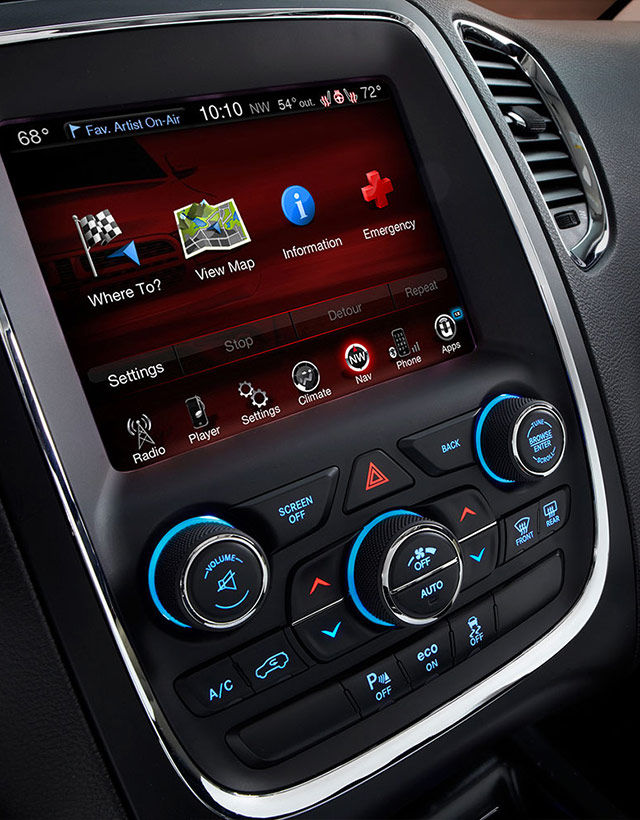 68° Fav. Artist On-Air 10:10 NW 54° out. 72°
Where To? View Map Information Emergency
Settings Stop Detour Repeat
Radio Player Settings Climate NW Nav Phone Apps
SCREEN
OFF
BACK
TUNE
BROWSE
ENTER
SCROLL
VOLUME
OFF
AUTO
FRONT
REAR
A/C
P
OFF
eco
ON
OFF